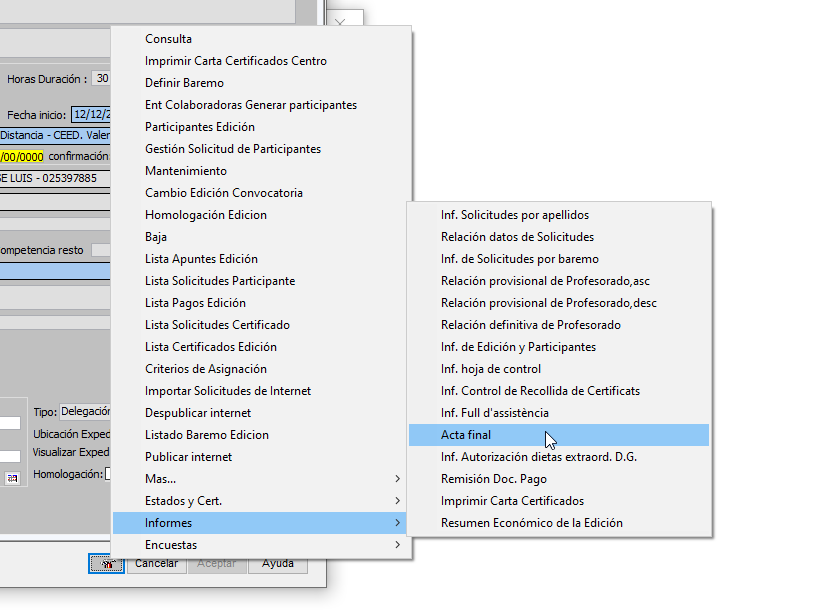 Horas Duración : 30
Fecha inicio: 12/12/2
Distancia - CEED. Valer
/00/0000 confirmación
SE LUIS - 025397885
ompetencia resto
Tipo: Delegación
Ubicación Exped
Visualizar Exped
Homologación:
Consulta
Imprimir Carta Certificados Centro
Definir Baremo
Ent Colaboradoras Generar participantes
Participantes Edición
Gestión Solicitud de Participantes
Mantenimiento
Cambio Edición Convocatoria
Homologación Edicion
Baja
Lista Apuntes Edición
Lista Solicitudes Participante
Lista Pagos Edición
Lista Solicitudes Certificado
Lista Certificados Edición
Criterios de Asignación
Importar Solicitudes de Internet
Despublicar internet
Listado Baremo Edicion
Publicar internet
Mas...
Estados y Cert.
Informes
Encuestas
Inf. Solicitudes por apellidos
Relación datos de Solicitudes
Inf. de Solicitudes por baremo
Relación provisional de Profesorado,asc
Relación provisional de Profesorado,desc
Relación definitiva de Profesorado
Inf. de Edición y Participantes
Inf. hoja de control
Inf. Control de Recollida de Certificats
Inf. Full d'assistència
Acta final
Inf. Autorización dietas extraord. D.G.
Remisión Doc. Pago
Imprimir Carta Certificados
Resumen Económico de la Edición
Cancelar Aceptar Ayuda